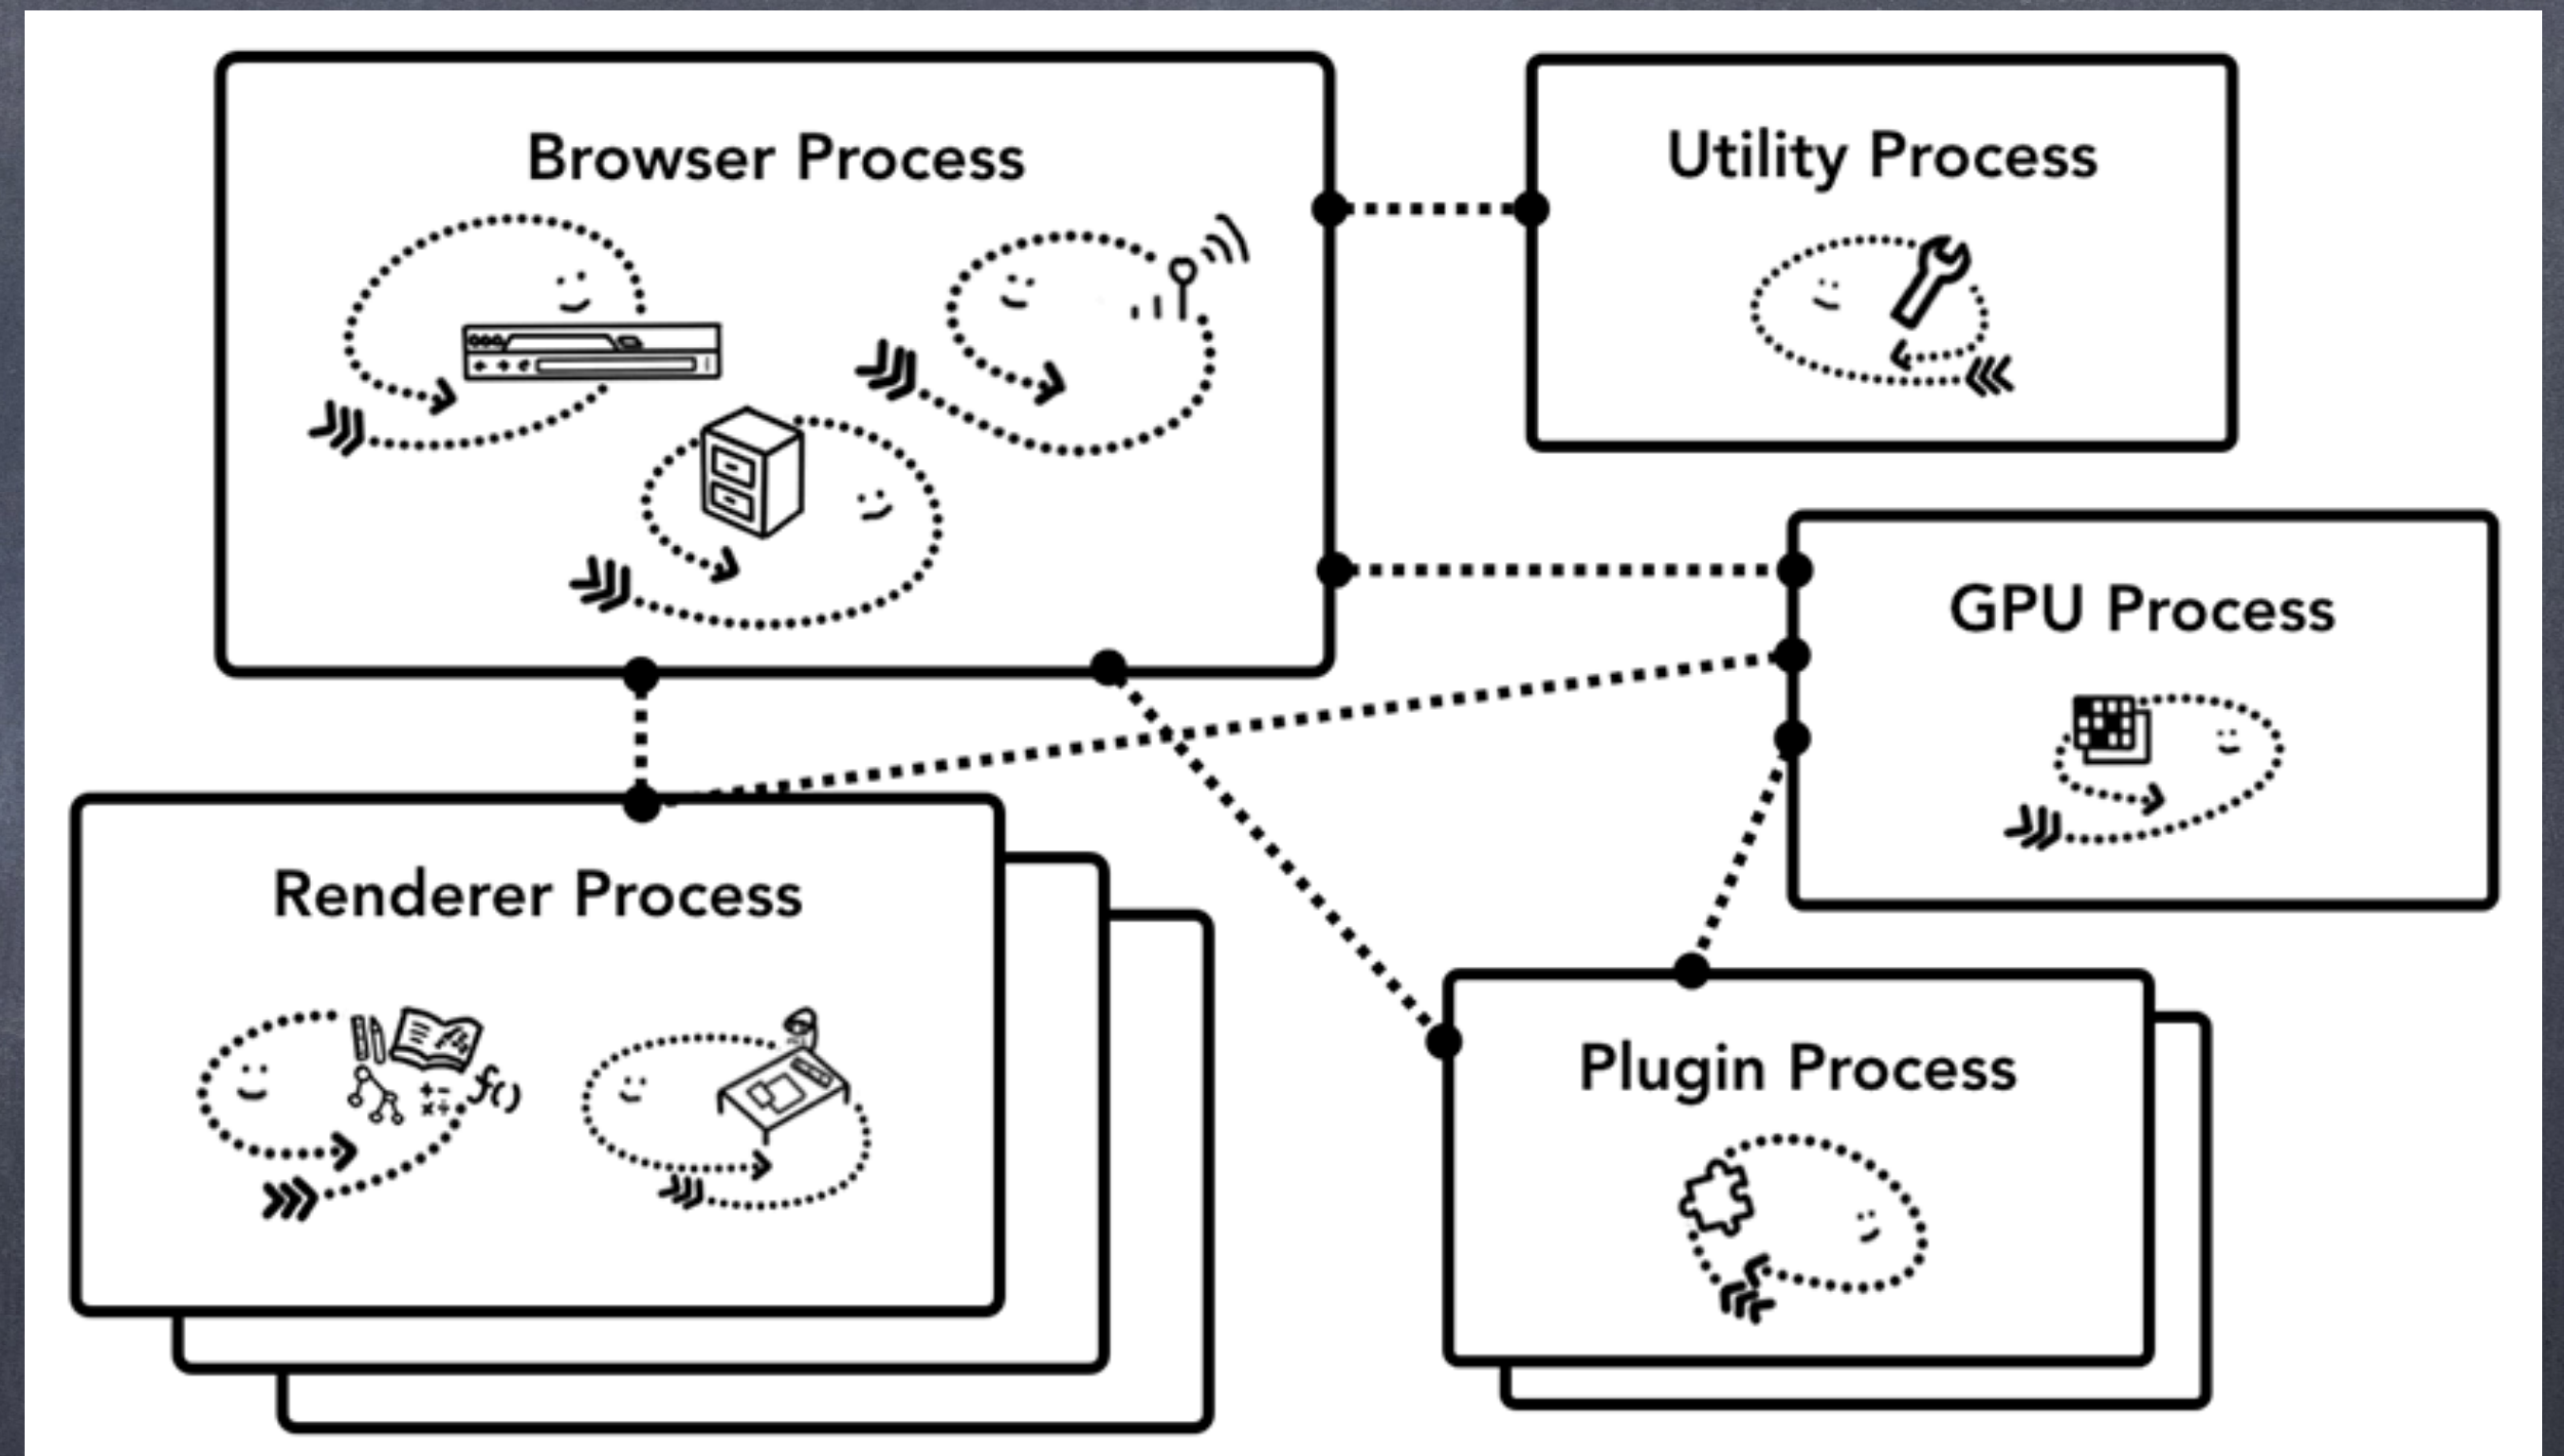 Browser Process
Utility Process
GPU Process
Renderer Process
f()
Plugin Process